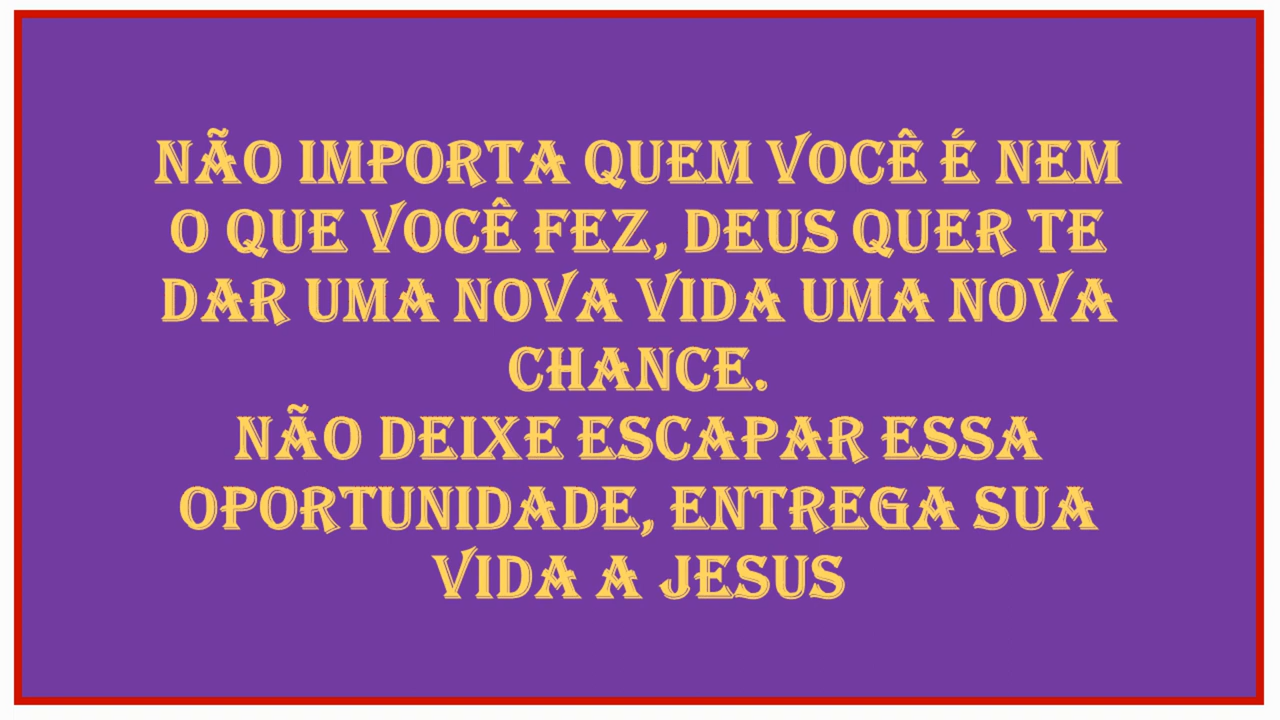 NÃO IMPORTA QUEM VOCÊ É NEM
O QUE VOCÊ FEZ, DEUS QUER TE
DAR UMA NOVA VIDA UMA NOVA
CHANCE.
NÃO DEIXE ESCAPAR ESSA
OPORTUNIDADE, ENTREGA SUA
VIDA A JESUS